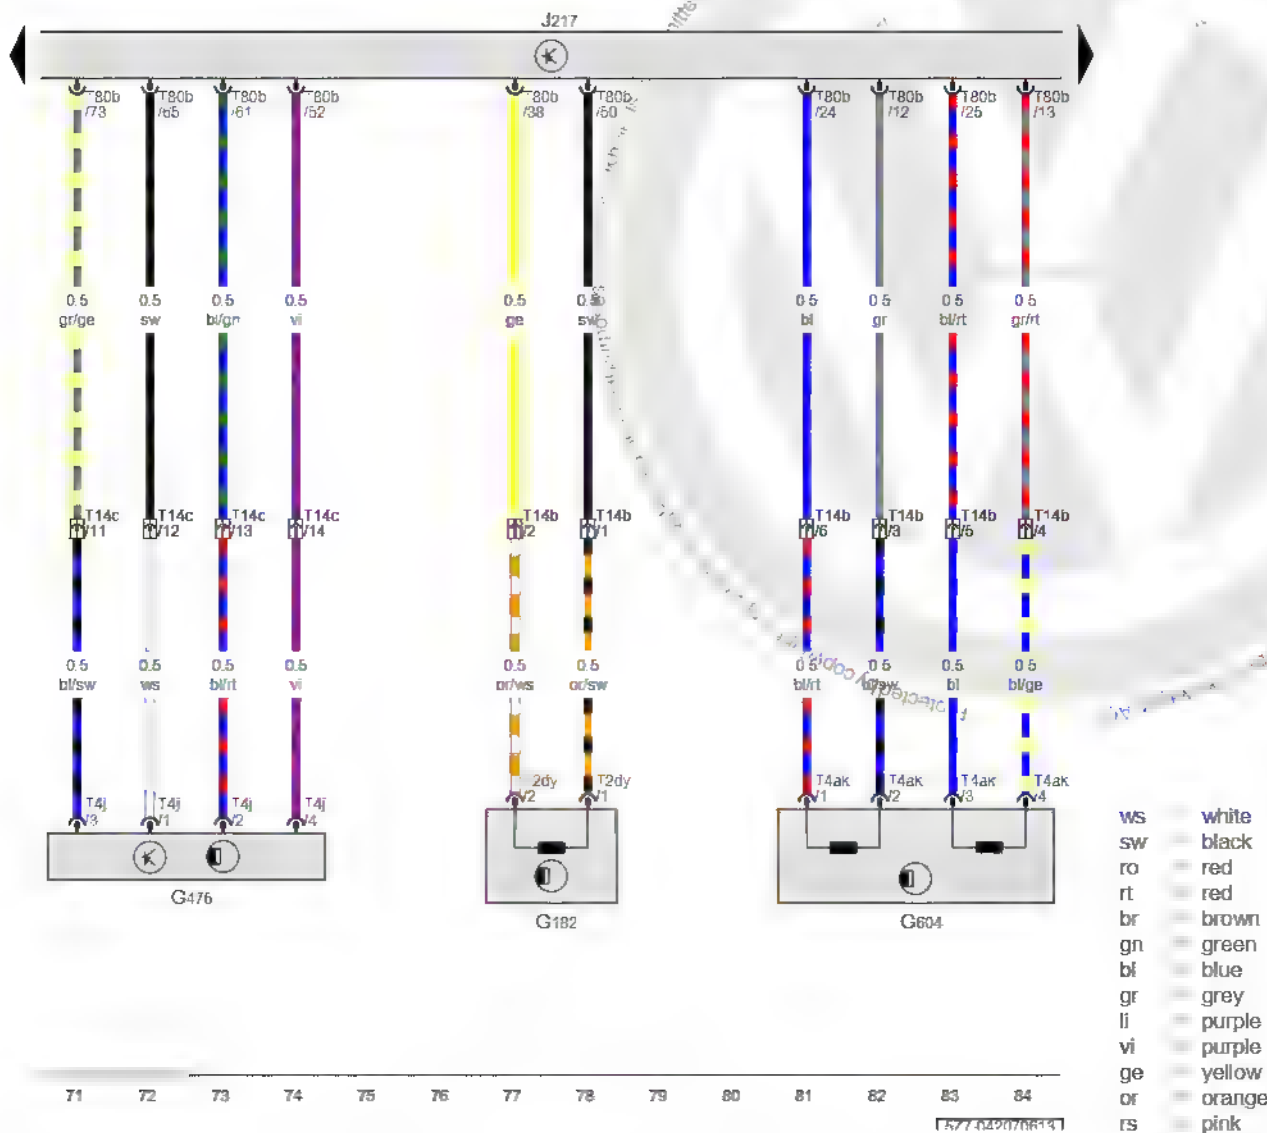 J217
T80b T80b T80b T80b T80b T80b T80b T80b T80b T80b
/73 /65 /61 /52 /38 /50 /24 /12 /25 /13
0.5 0.5 0.5 0.5 0.5 0.5 0.5 0.5 0.5 0.5
gr/ge sw bl/gn vi ge sw bl gr bl/rt gr/rt
T14c T14c T14c T14c T14b T14b T14b T14b T14b T14b
/11 /12 /13 /14 /2 /1 /6 /3 /5 /4
0.5 0.5 0.5 0.5 0.5 0.5 0.5 0.5 0.5 0.5
bl/sw ws bl/rt vi or/ws or/sw bl/rt bl/sw bl bl/ge
T4j T4j T4j T4j 2dy T2dy T4ak T4ak T4ak T4ak
/3 /1 /2 /4 /2 /1 /1 /2 /3 /4
G476 G182 G604
ws = white
sw = black
ro = red
rt = red
br = brown
gn = green
bl = blue
gr = grey
li = purple
vi = purple
ge = yellow
or = orange
rs = pink
71 72 73 74 75 76 77 78 79 80 81 82 83 84
577-042070613